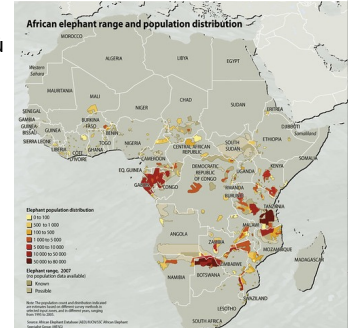 African elephant range and population distribution
MOROCCO
ALGERIA
LIBYA
EGYPT
Western
Sahara
MAURITANIA
MALI
NIGER
CHAD
SUDAN
ERITREA
SENEGAL
GAMBIA
GUINEA-
BISSAU
GUINEA
BURKINA
FASO
BENIN
NIGERIA
DJIBOUTI
Somaliland
SIERRA LEONE
LIBERIA
CÔTE
D'IVOIRE
GHANA
TOGO
CENTRAL AFRICAN
REPUBLIC
SOUTH
SUDAN
ETHIOPIA
CAMEROON
SOMALIA
EQ. GUINEA
GABON
CONGO
DEMOCRATIC
REPUBLIC
OF CONGO
UGANDA
KENYA
RWANDA
BURUNDI
TANZANIA
Elephant population distribution
0 to 100
500 to 1 000
100 to 500
1 000 to 5 000
5 000 to 10 000
10 000 to 50 000
50 000 to 80 000
Elephant range, 2007
(no population data available)
Known
Possible
ANGOLA
ZAMBIA
MALAWI
MOZAMBIQUE
ZIMBABWE
MADAGASCAR
NAMIBIA
BOTSWANA
SWAZILAND
LESOTHO
SOUTH AFRICA